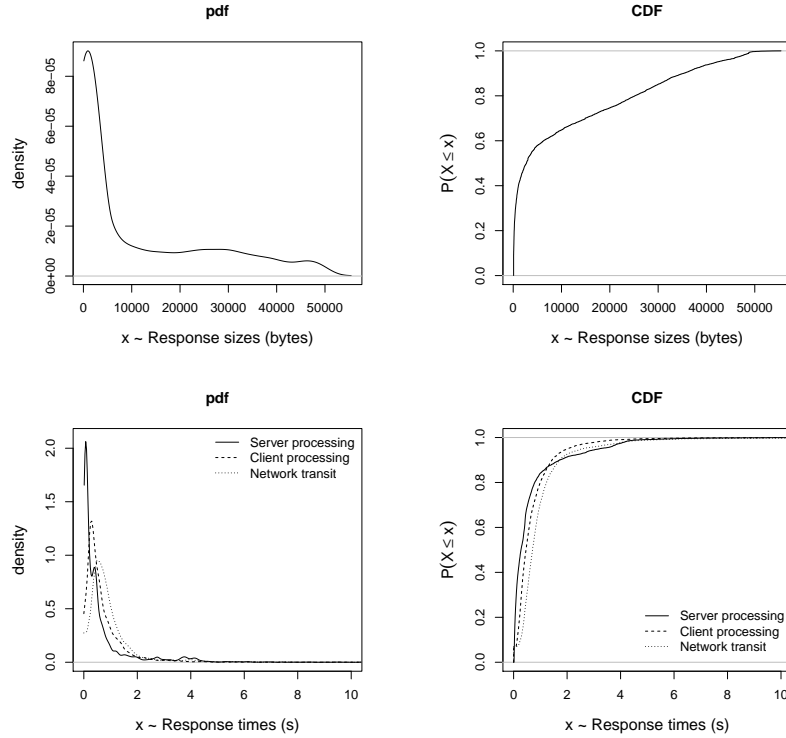 pdf
density
0e+00 2e-05 4e-05 6e-05 8e-05
0 10000 20000 30000 40000 50000
x ~ Response sizes (bytes)
CDF
P(X ≤ x)
0.0 0.2 0.4 0.6 0.8 1.0
0 10000 20000 30000 40000 50000
x ~ Response sizes (bytes)
pdf
density
0.0 0.5 1.0 1.5 2.0
Server processing
Client processing
Network transit
0 2 4 6 8 10
x ~ Response times (s)
CDF
P(X ≤ x)
0.0 0.2 0.4 0.6 0.8 1.0
Server processing
Client processing
Network transit
0 2 4 6 8 10
x ~ Response times (s)